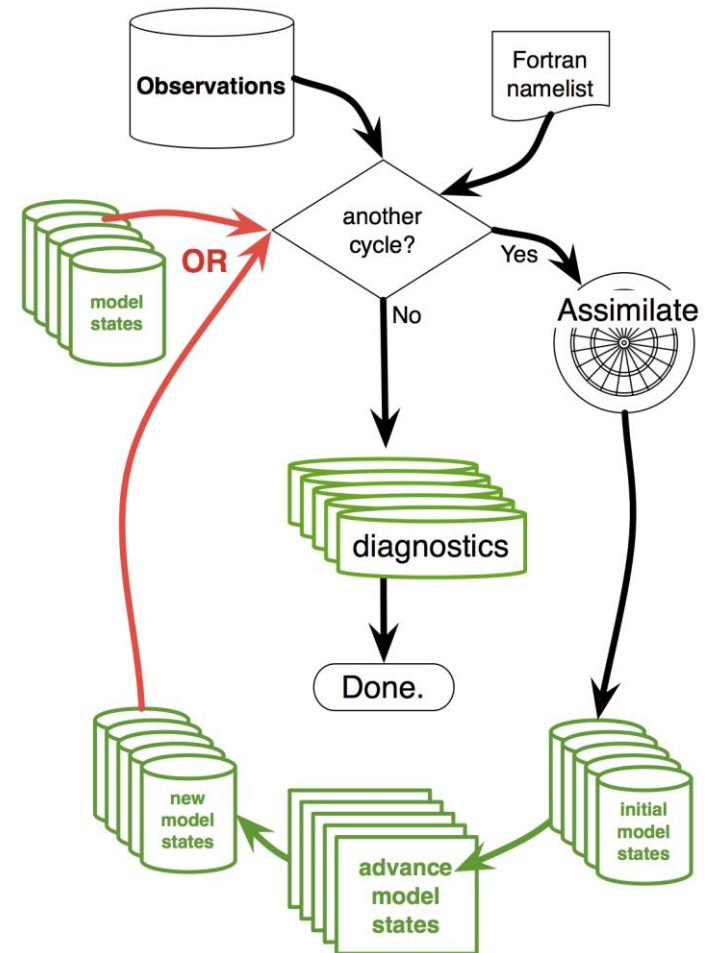 Observations
Fortran
namelist
another
cycle?
OR
Yes
model
states
No
Assimilate
diagnostics
Done.
new
model
states
advance
model
states
initial
model
states